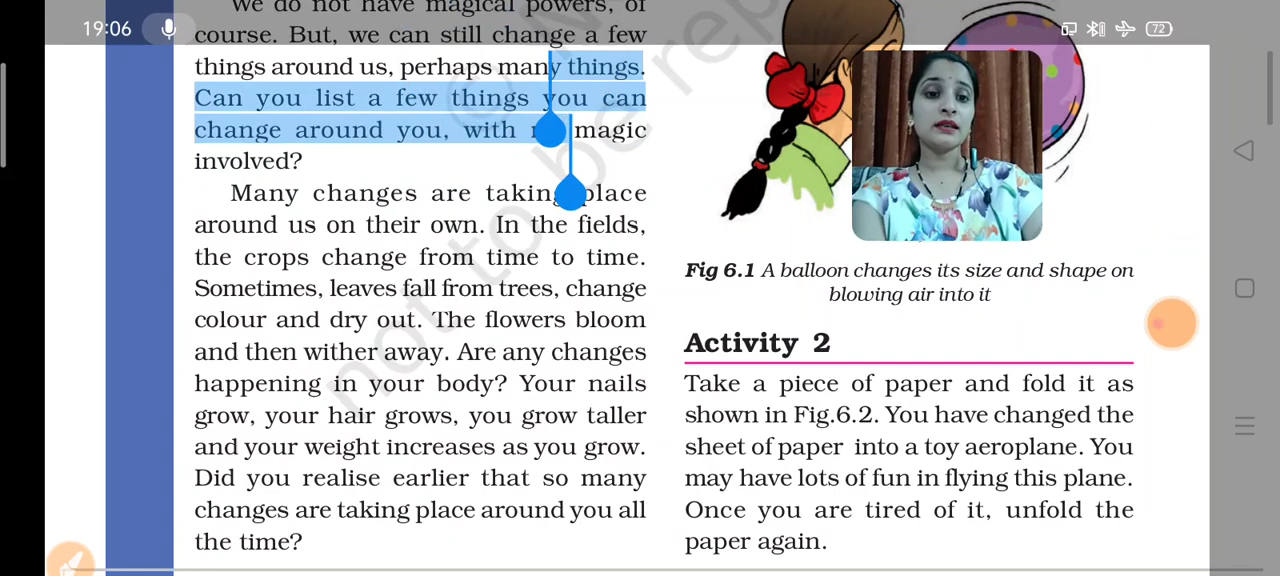 We do not have magical powers, of
19:06
72
course. But, we can still change a few
things around us, perhaps many things.
Can you list a few things you can
change around you, with magic
involved?
Many changes are taking place
around us on their own. In the fields,
the crops change from time to time.
Sometimes, leaves fall from trees, change
colour and dry out. The flowers bloom
and then wither away. Are any changes
happening in your body? Your nails
grow, your hair grows, you grow taller
and your weight increases as you grow.
Did you realise earlier that so many
changes are taking place around you all
the time?
Fig 6.1 A balloon changes its size and shape on
blowing air into it
Activity 2
Take a piece of paper and fold it as
shown in Fig.6.2. You have changed the
sheet of paper into a toy aeroplane. You
may have lots of fun in flying this plane.
Once you are tired of it, unfold the
paper again.
not to be rep